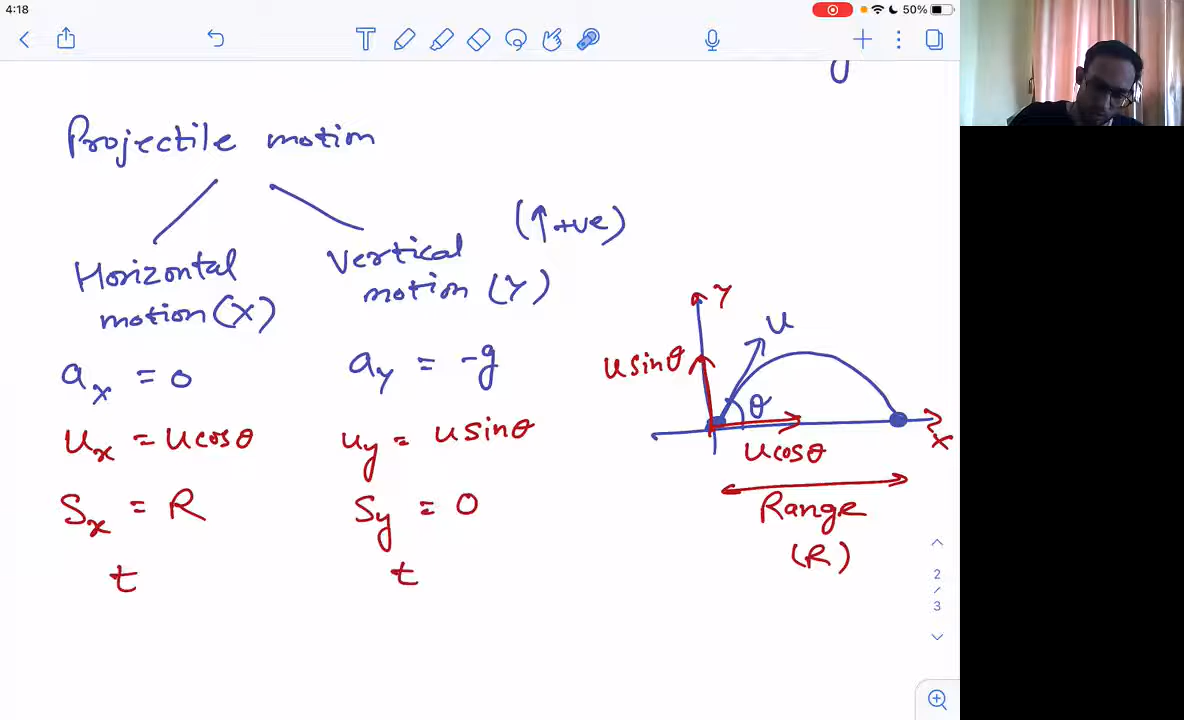 4:18
50%
T
U
Projectile motion
Horizontal
motion (X)
Vertical
motion (Y)
(↑ +ve)
ax = 0
ay = -g
ux = u cosθ
uy = u sinθ
Sx = R
Sy = 0
t
t
Y
u
u sinθ
θ
x
u cosθ
Range
(R)
2
/
3